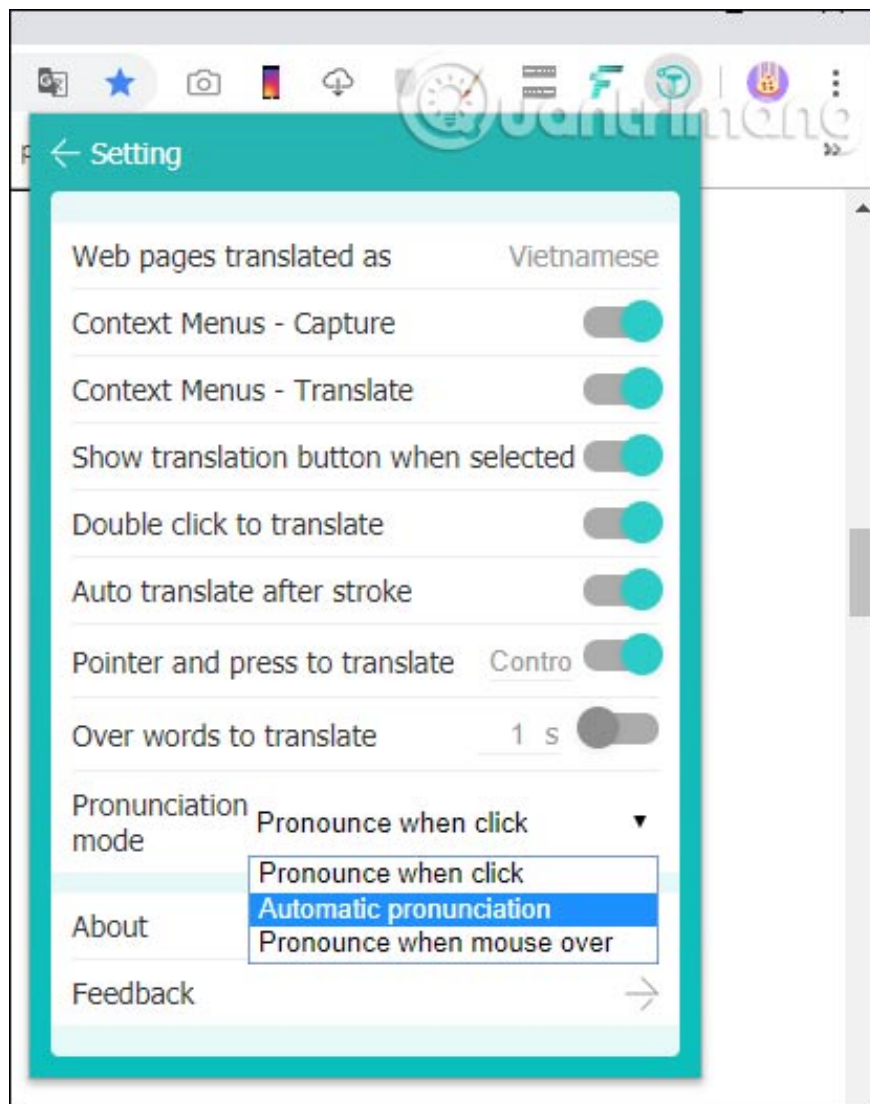 Quantrimang
← Setting
Web pages translated as Vietnamese
Context Menus - Capture
Context Menus - Translate
Show translation button when selected
Double click to translate
Auto translate after stroke
Pointer and press to translate Contro
Over words to translate 1 s
Pronunciation
mode
Pronounce when click ▼
Pronounce when click
Automatic pronunciation
Pronounce when mouse over
About
Feedback →